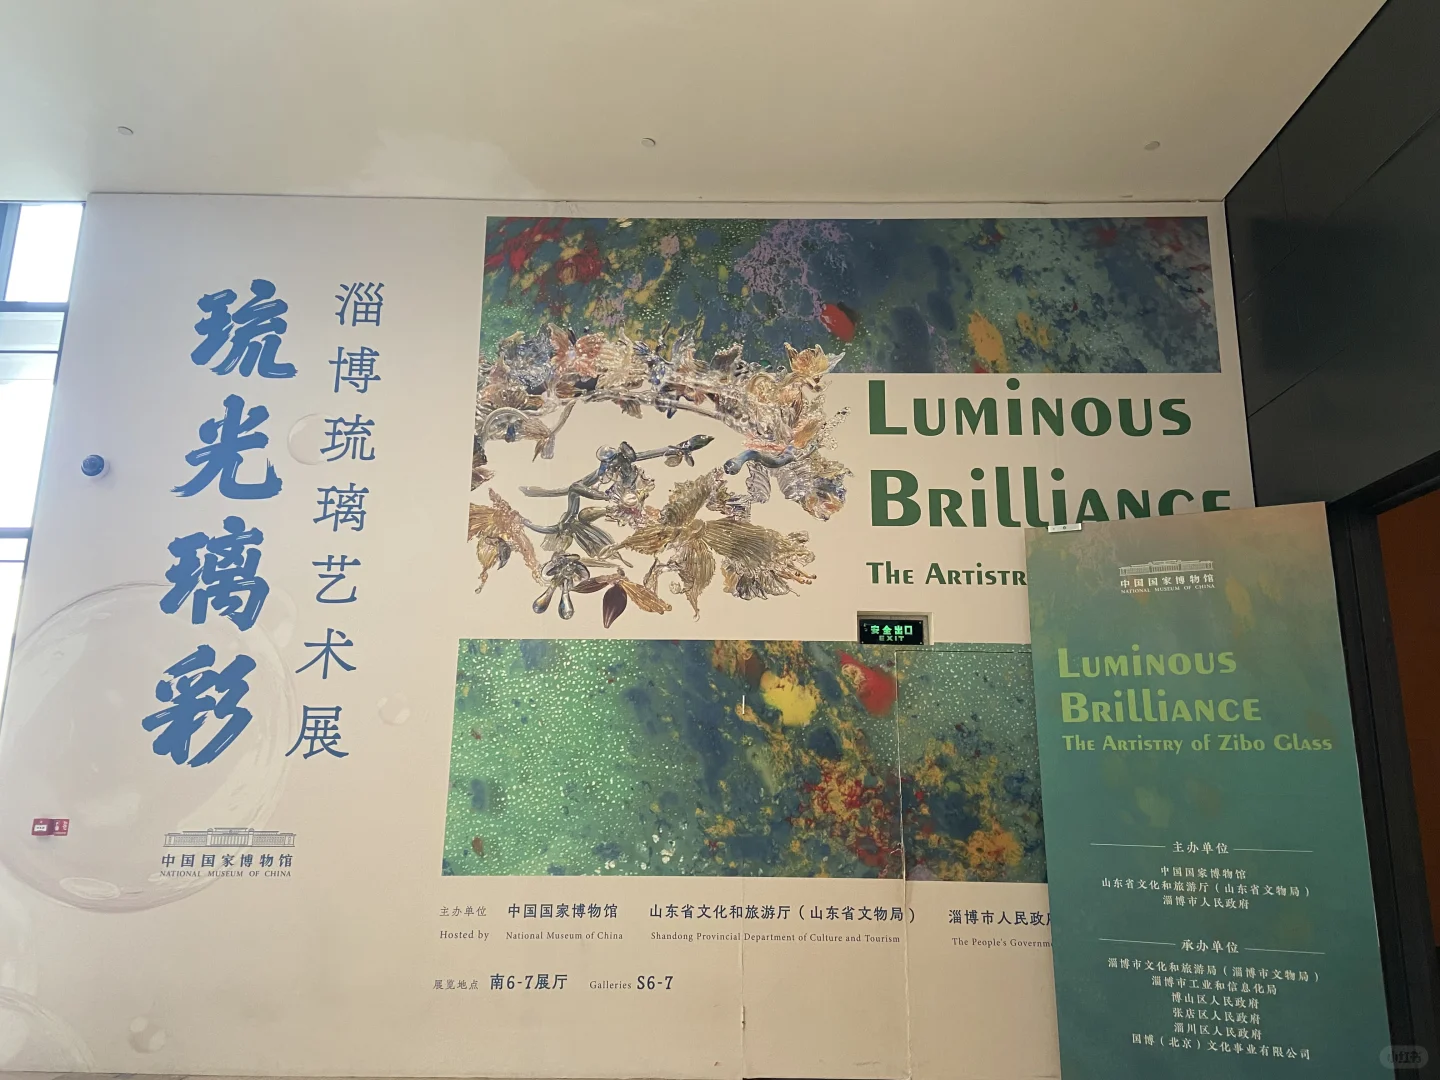 琉光璃彩
淄博琉璃艺术展
中国国家博物馆
NATIONAL MUSEUM OF CHINA
LUMINOUS
BRILLIANCE
THE ARTISTR
安全出口
EXIT
主办单位 中国国家博物馆 山东省文化和旅游厅（山东省文物局） 淄博市人民政府
Hosted by National Museum of China Shandong Provincial Department of Culture and Tourism The People's Governme
展览地点 南6-7展厅 Galleries S6-7
中国国家博物馆
NATIONAL MUSEUM OF CHINA
LUMINOUS
BRILLIANCE
THE ARTISTRY OF ZIBO GLASS
主办单位
中国国家博物馆
山东省文化和旅游厅（山东省文物局）
淄博市人民政府
承办单位
淄博市文化和旅游局（淄博市文物局）
淄博市工业和信息化局
博山区人民政府
张店区人民政府
淄川区人民政府
国博（北京）文化事业有限公司
小红书